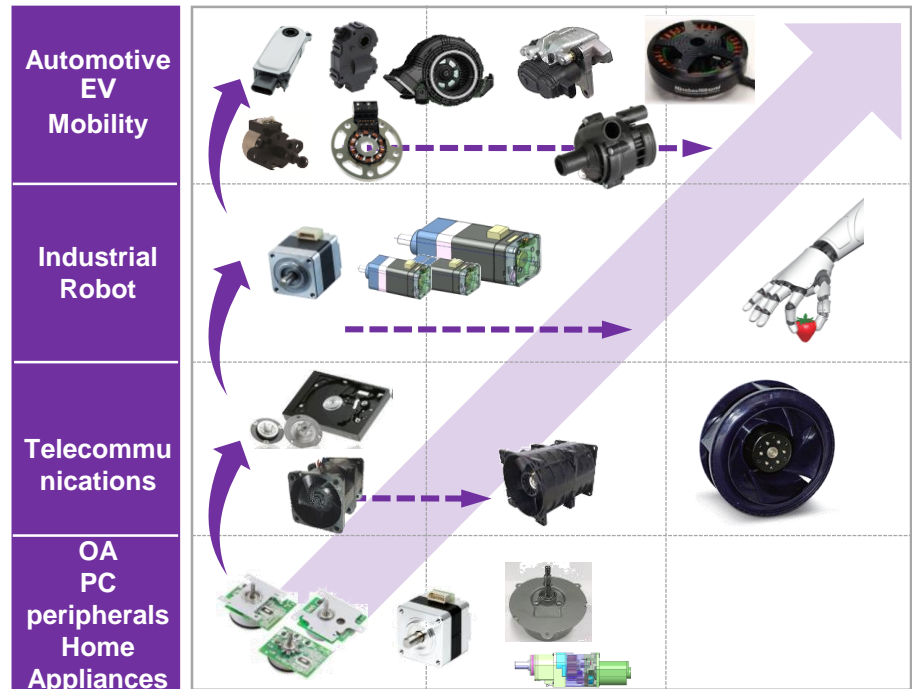 Automotive
EV
Mobility
Industrial
Robot
Telecommu
nications
OA
PC
peripherals
Home
Appliances